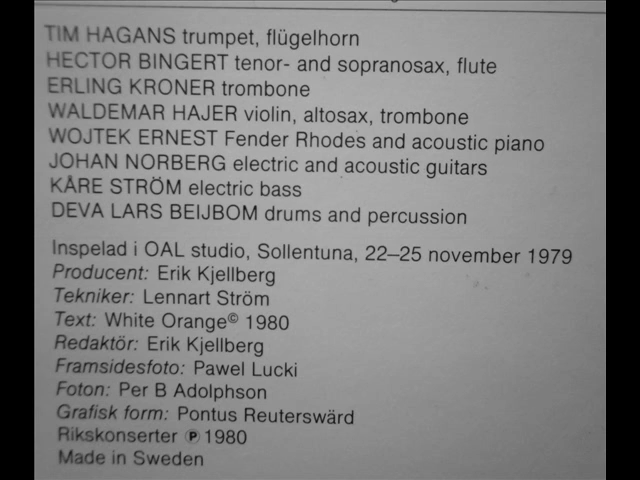 TIM HAGANS trumpet, flügelhorn
HECTOR BINGERT tenor- and sopranosax, flute
ERLING KRONER trombone
WALDEMAR HAJER violin, altosax, trombone
WOJTEK ERNEST Fender Rhodes and acoustic piano
JOHAN NORBERG electric and acoustic guitars
KÅRE STRÖM electric bass
DEVA LARS BEIJBOM drums and percussion
Inspelad i OAL studio, Sollentuna, 22–25 november 1979
Producent: Erik Kjellberg
Tekniker: Lennart Ström
Text: White Orange© 1980
Redaktör: Erik Kjellberg
Framsidesfoto: Pawel Lucki
Foton: Per B Adolphson
Grafisk form: Pontus Reuterswärd
Rikskonserter ℗ 1980
Made in Sweden